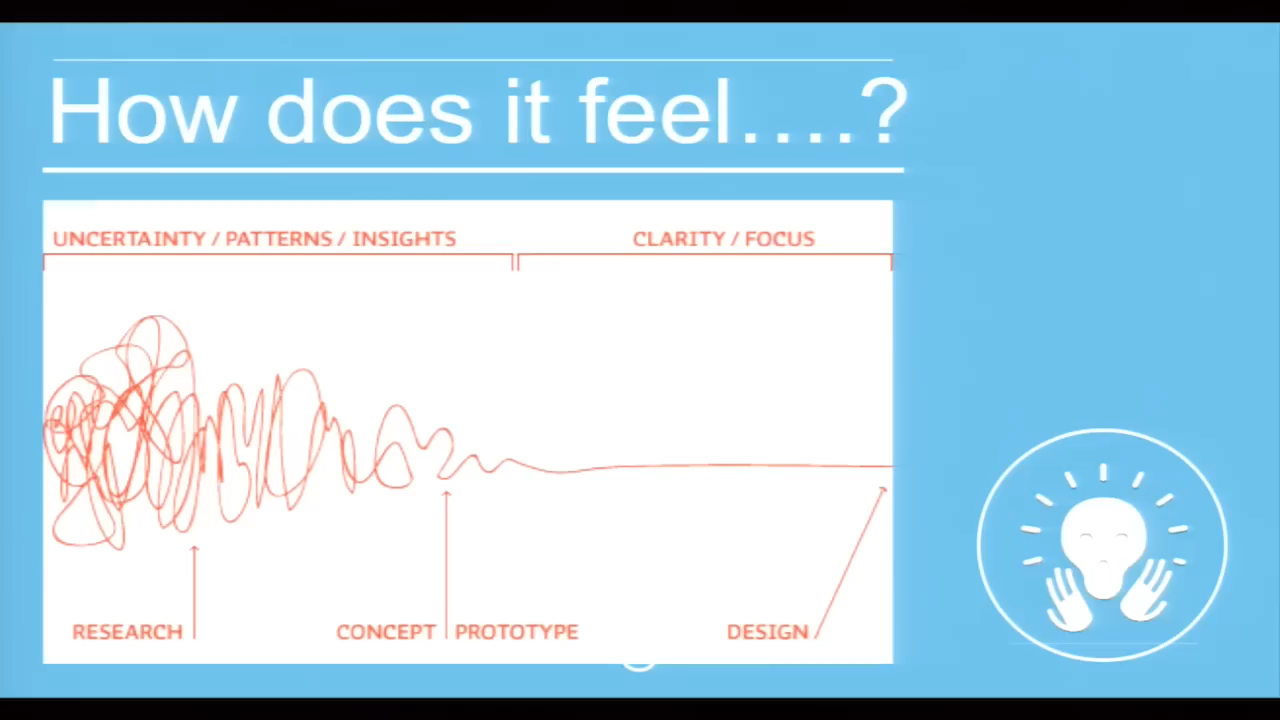 How does it feel….?
UNCERTAINTY / PATTERNS / INSIGHTS CLARITY / FOCUS
RESEARCH CONCEPT PROTOTYPE DESIGN